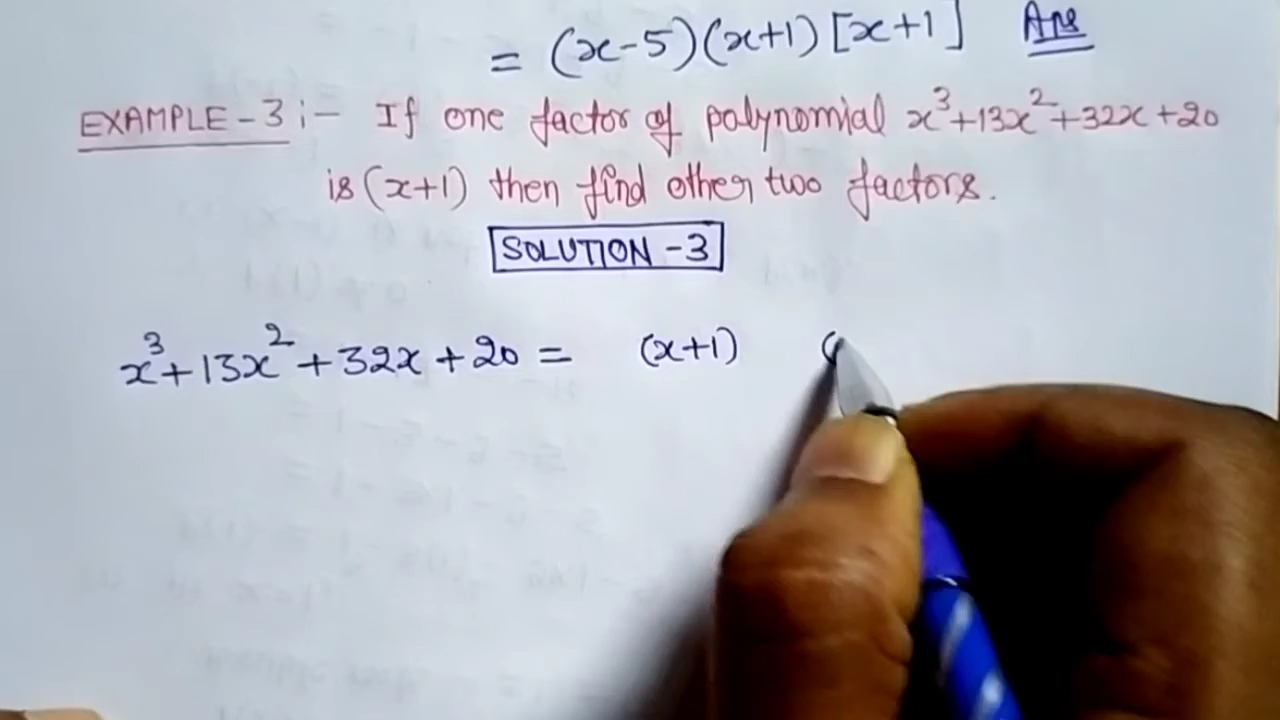 = (x-5)(x+1)[x+1] Ans
EXAMPLE-3:- If one factor of polynomial x³+13x²+32x+20
is (x+1) then find other two factors.
SOLUTION-3
x³+13x²+32x+20 = (x+1) (